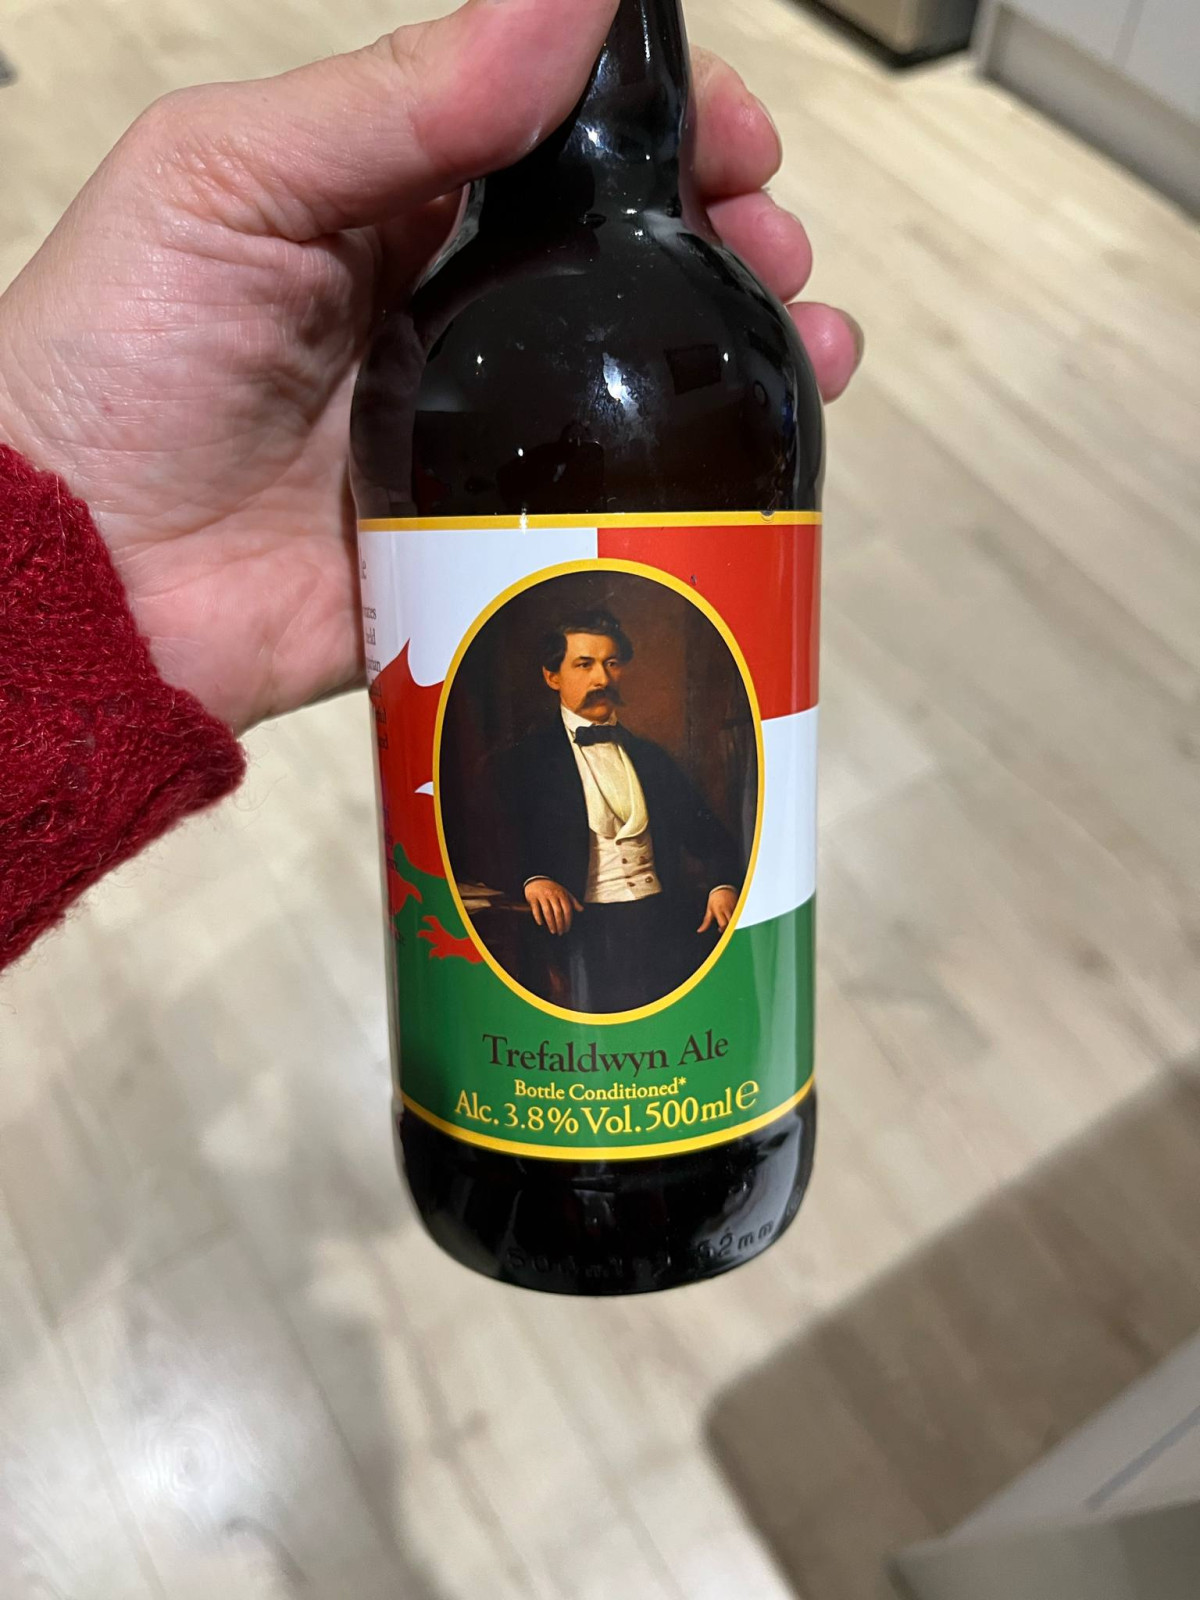 Trefaldwyn Ale
Bottle Conditioned*
Alc. 3.8% Vol. 500ml e